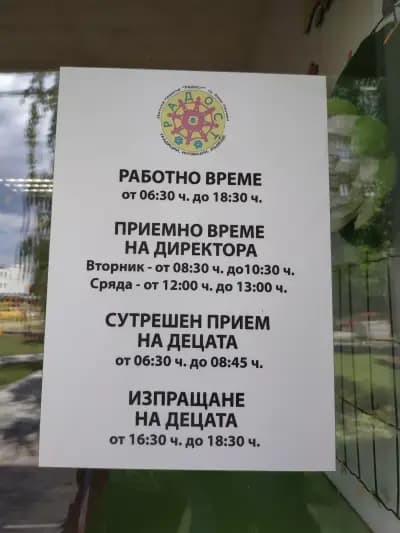 РАДОСТ
РАБОТНО ВРЕМЕ
от 06:30 ч. до 18:30 ч.
ПРИЕМНО ВРЕМЕ
НА ДИРЕКТОРА
Вторник - от 08:30 ч. до10:30 ч.
Сряда - от 12:00 ч. до 13:00 ч.
СУТРЕШЕН ПРИЕМ
НА ДЕЦАТА
от 06:30 ч. до 08:45 ч.
ИЗПРАЩАНЕ
НА ДЕЦАТА
от 16:30 ч. до 18:30 ч.